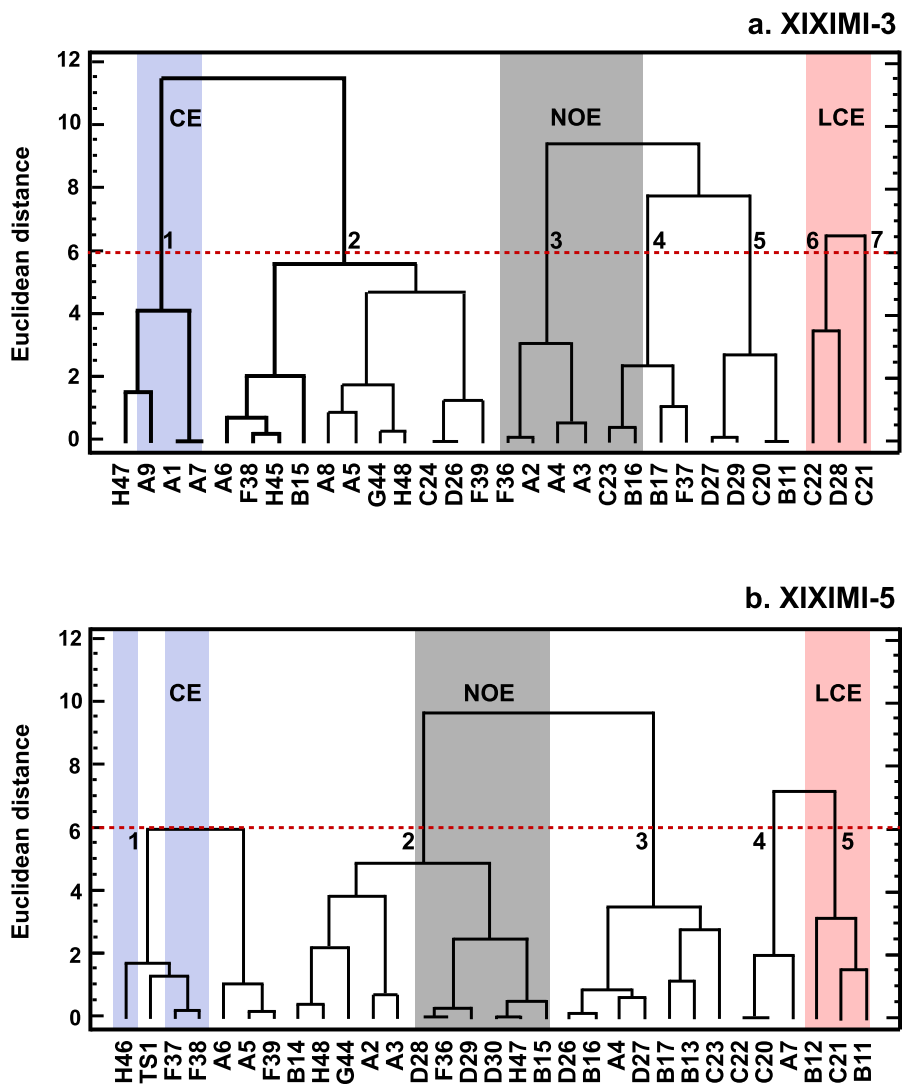 a. XIXIMI-3
12
10
8
6
4
2
0
Euclidean distance
CE
NOE
LCE
1
2
3
4
5
6
7
H47 A9 A1 A7 A6 F38 H45 B15 A8 A5 G44 H48 C24 D26 F39 F36 A2 A4 A3 C23 B16 B17 F37 D27 D29 C20 B11 C22 D28 C21
b. XIXIMI-5
12
10
8
6
4
2
0
Euclidean distance
CE
NOE
LCE
1
2
3
4
5
H46 TS1 F37 F38 A6 A5 F39 B14 H48 G44 A2 A3 D28 F36 D29 D30 H47 B15 D26 B16 A4 D27 B17 B13 C23 C22 C20 A7 B12 C21 B11